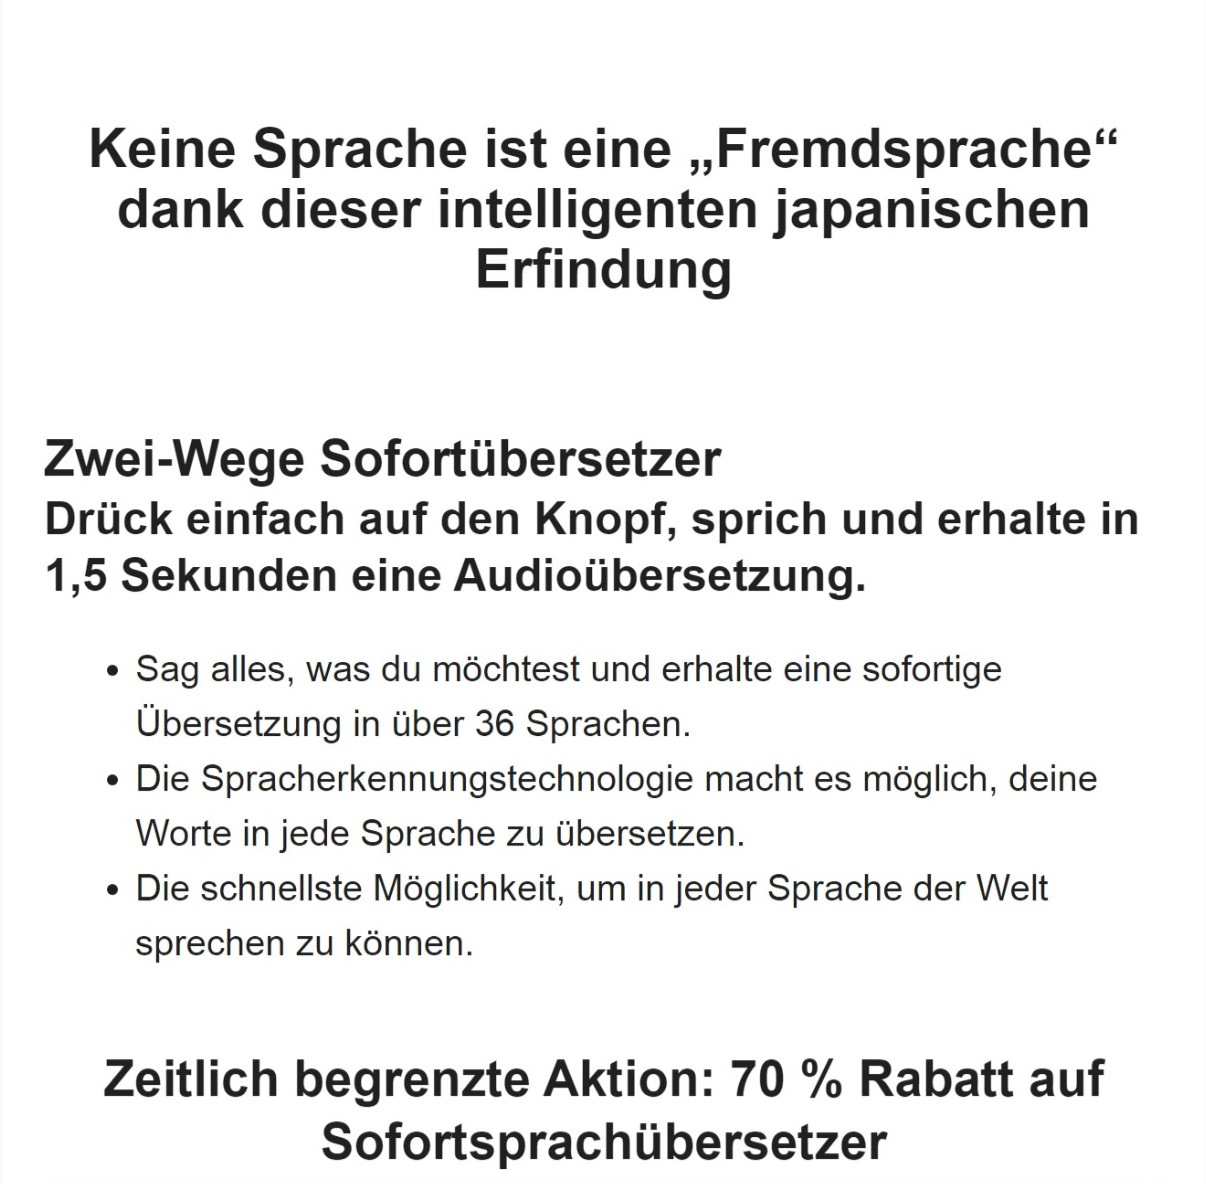 Keine Sprache ist eine „Fremdsprache“
dank dieser intelligenten japanischen
Erfindung
Zwei-Wege Sofortübersetzer
Drück einfach auf den Knopf, sprich und erhalte in
1,5 Sekunden eine Audioübersetzung.
• Sag alles, was du möchtest und erhalte eine sofortige
Übersetzung in über 36 Sprachen.
• Die Spracherkennungstechnologie macht es möglich, deine
Worte in jede Sprache zu übersetzen.
• Die schnellste Möglichkeit, um in jeder Sprache der Welt
sprechen zu können.
Zeitlich begrenzte Aktion: 70 % Rabatt auf
Sofortsprachübersetzer